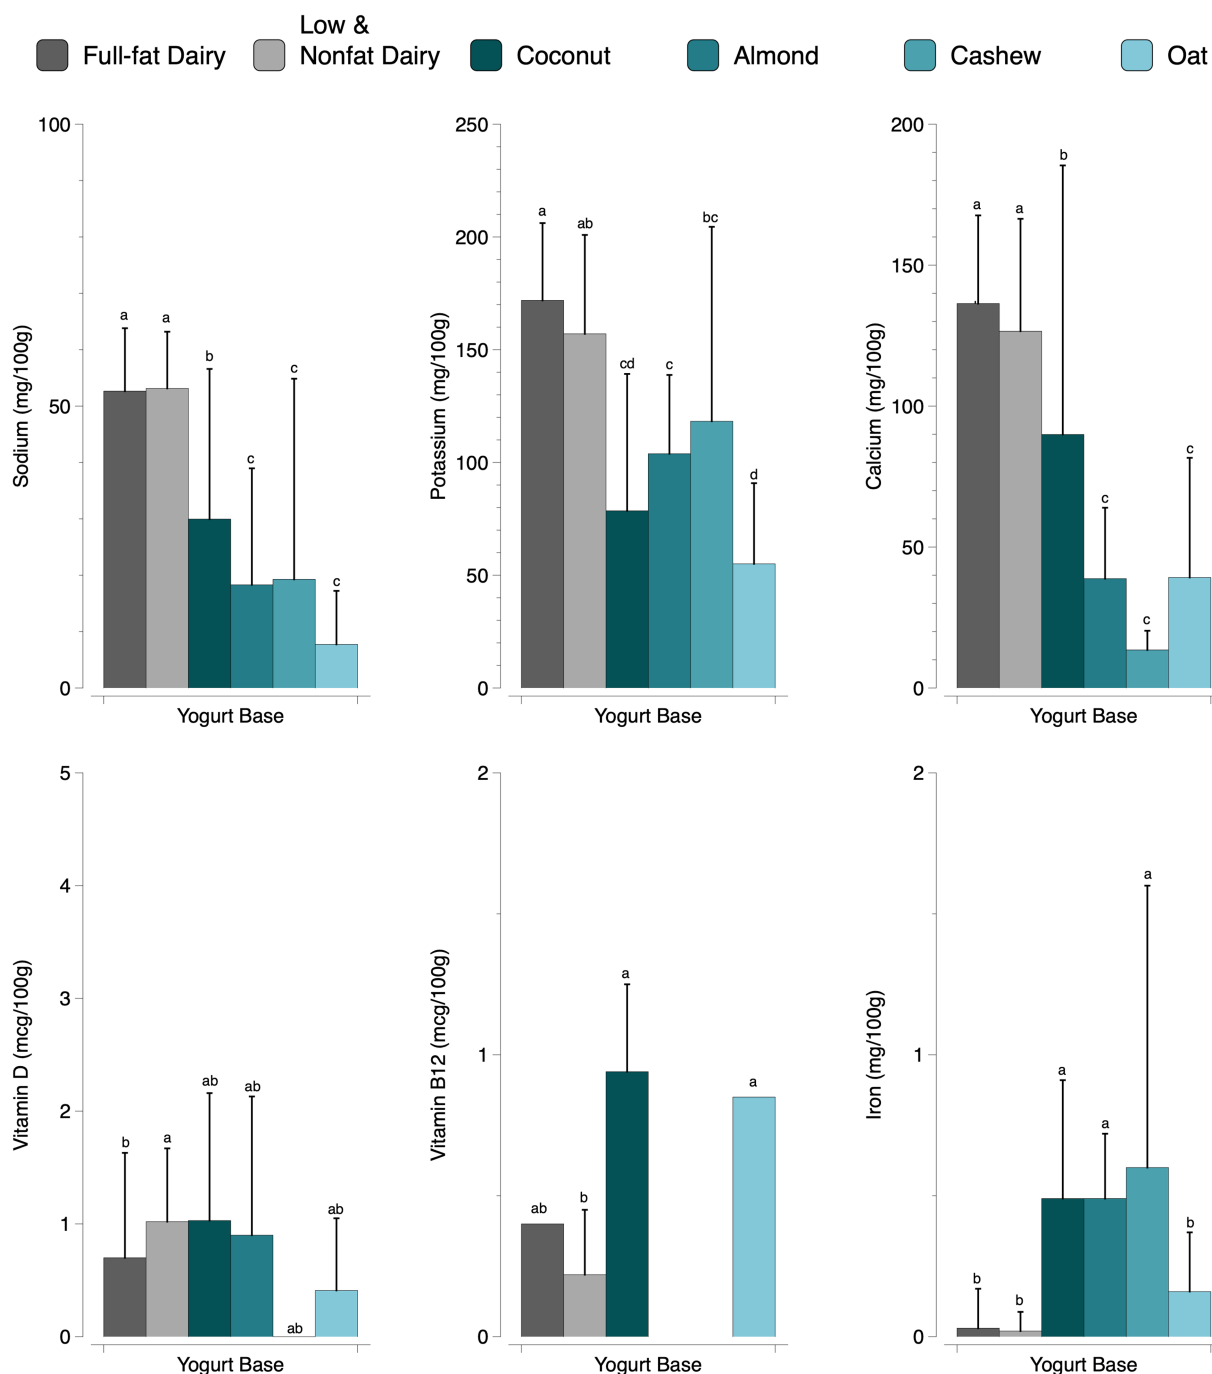 Full-fat Dairy
Low &
Nonfat Dairy
Coconut
Almond
Cashew
Oat
Sodium (mg/100g)
100
50
0
a
a
b
c
c
c
Yogurt Base
Potassium (mg/100g)
250
200
150
100
50
0
a
ab
cd
c
bc
d
Yogurt Base
Calcium (mg/100g)
200
150
100
50
0
a
a
b
c
c
c
Yogurt Base
Vitamin D (mcg/100g)
5
4
3
2
1
0
b
a
ab
ab
ab
ab
Yogurt Base
Vitamin B12 (mcg/100g)
2
1
0
ab
b
a
a
Yogurt Base
Iron (mg/100g)
2
1
0
b
b
a
a
a
b
Yogurt Base